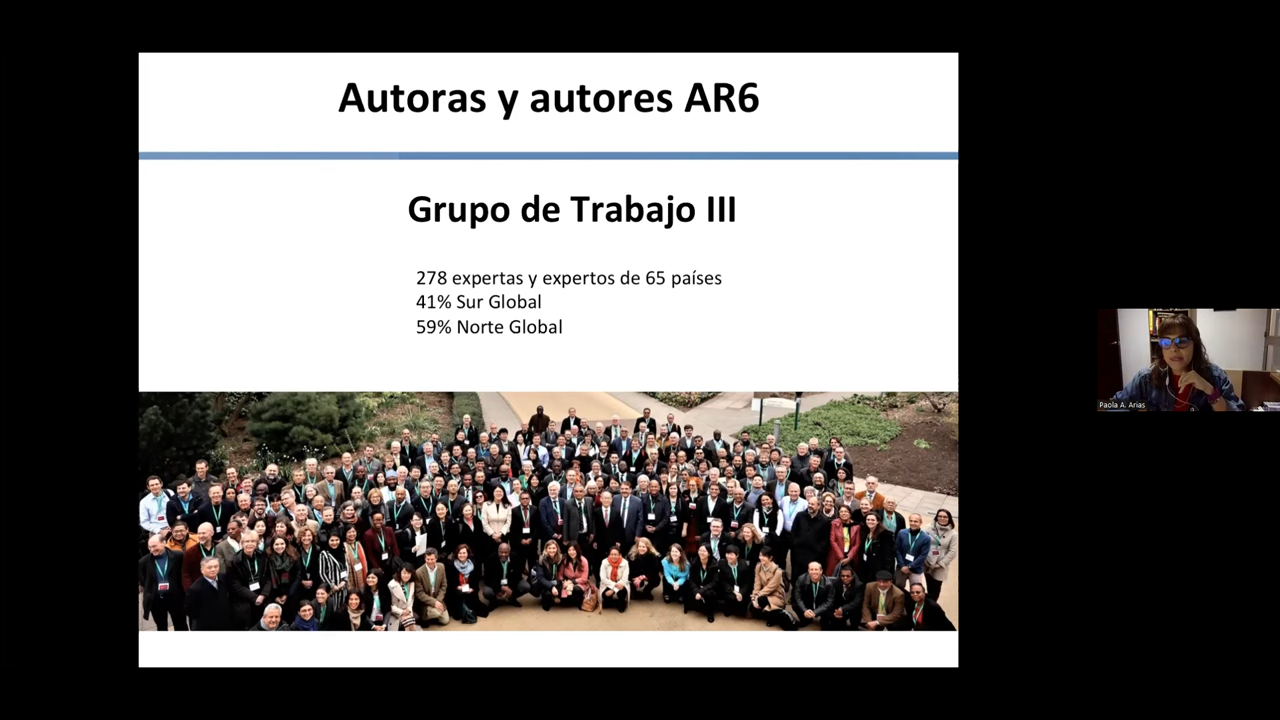 Autoras y autores AR6
Grupo de Trabajo III
278 expertas y expertos de 65 países
41% Sur Global
59% Norte Global
Paola A. Arias